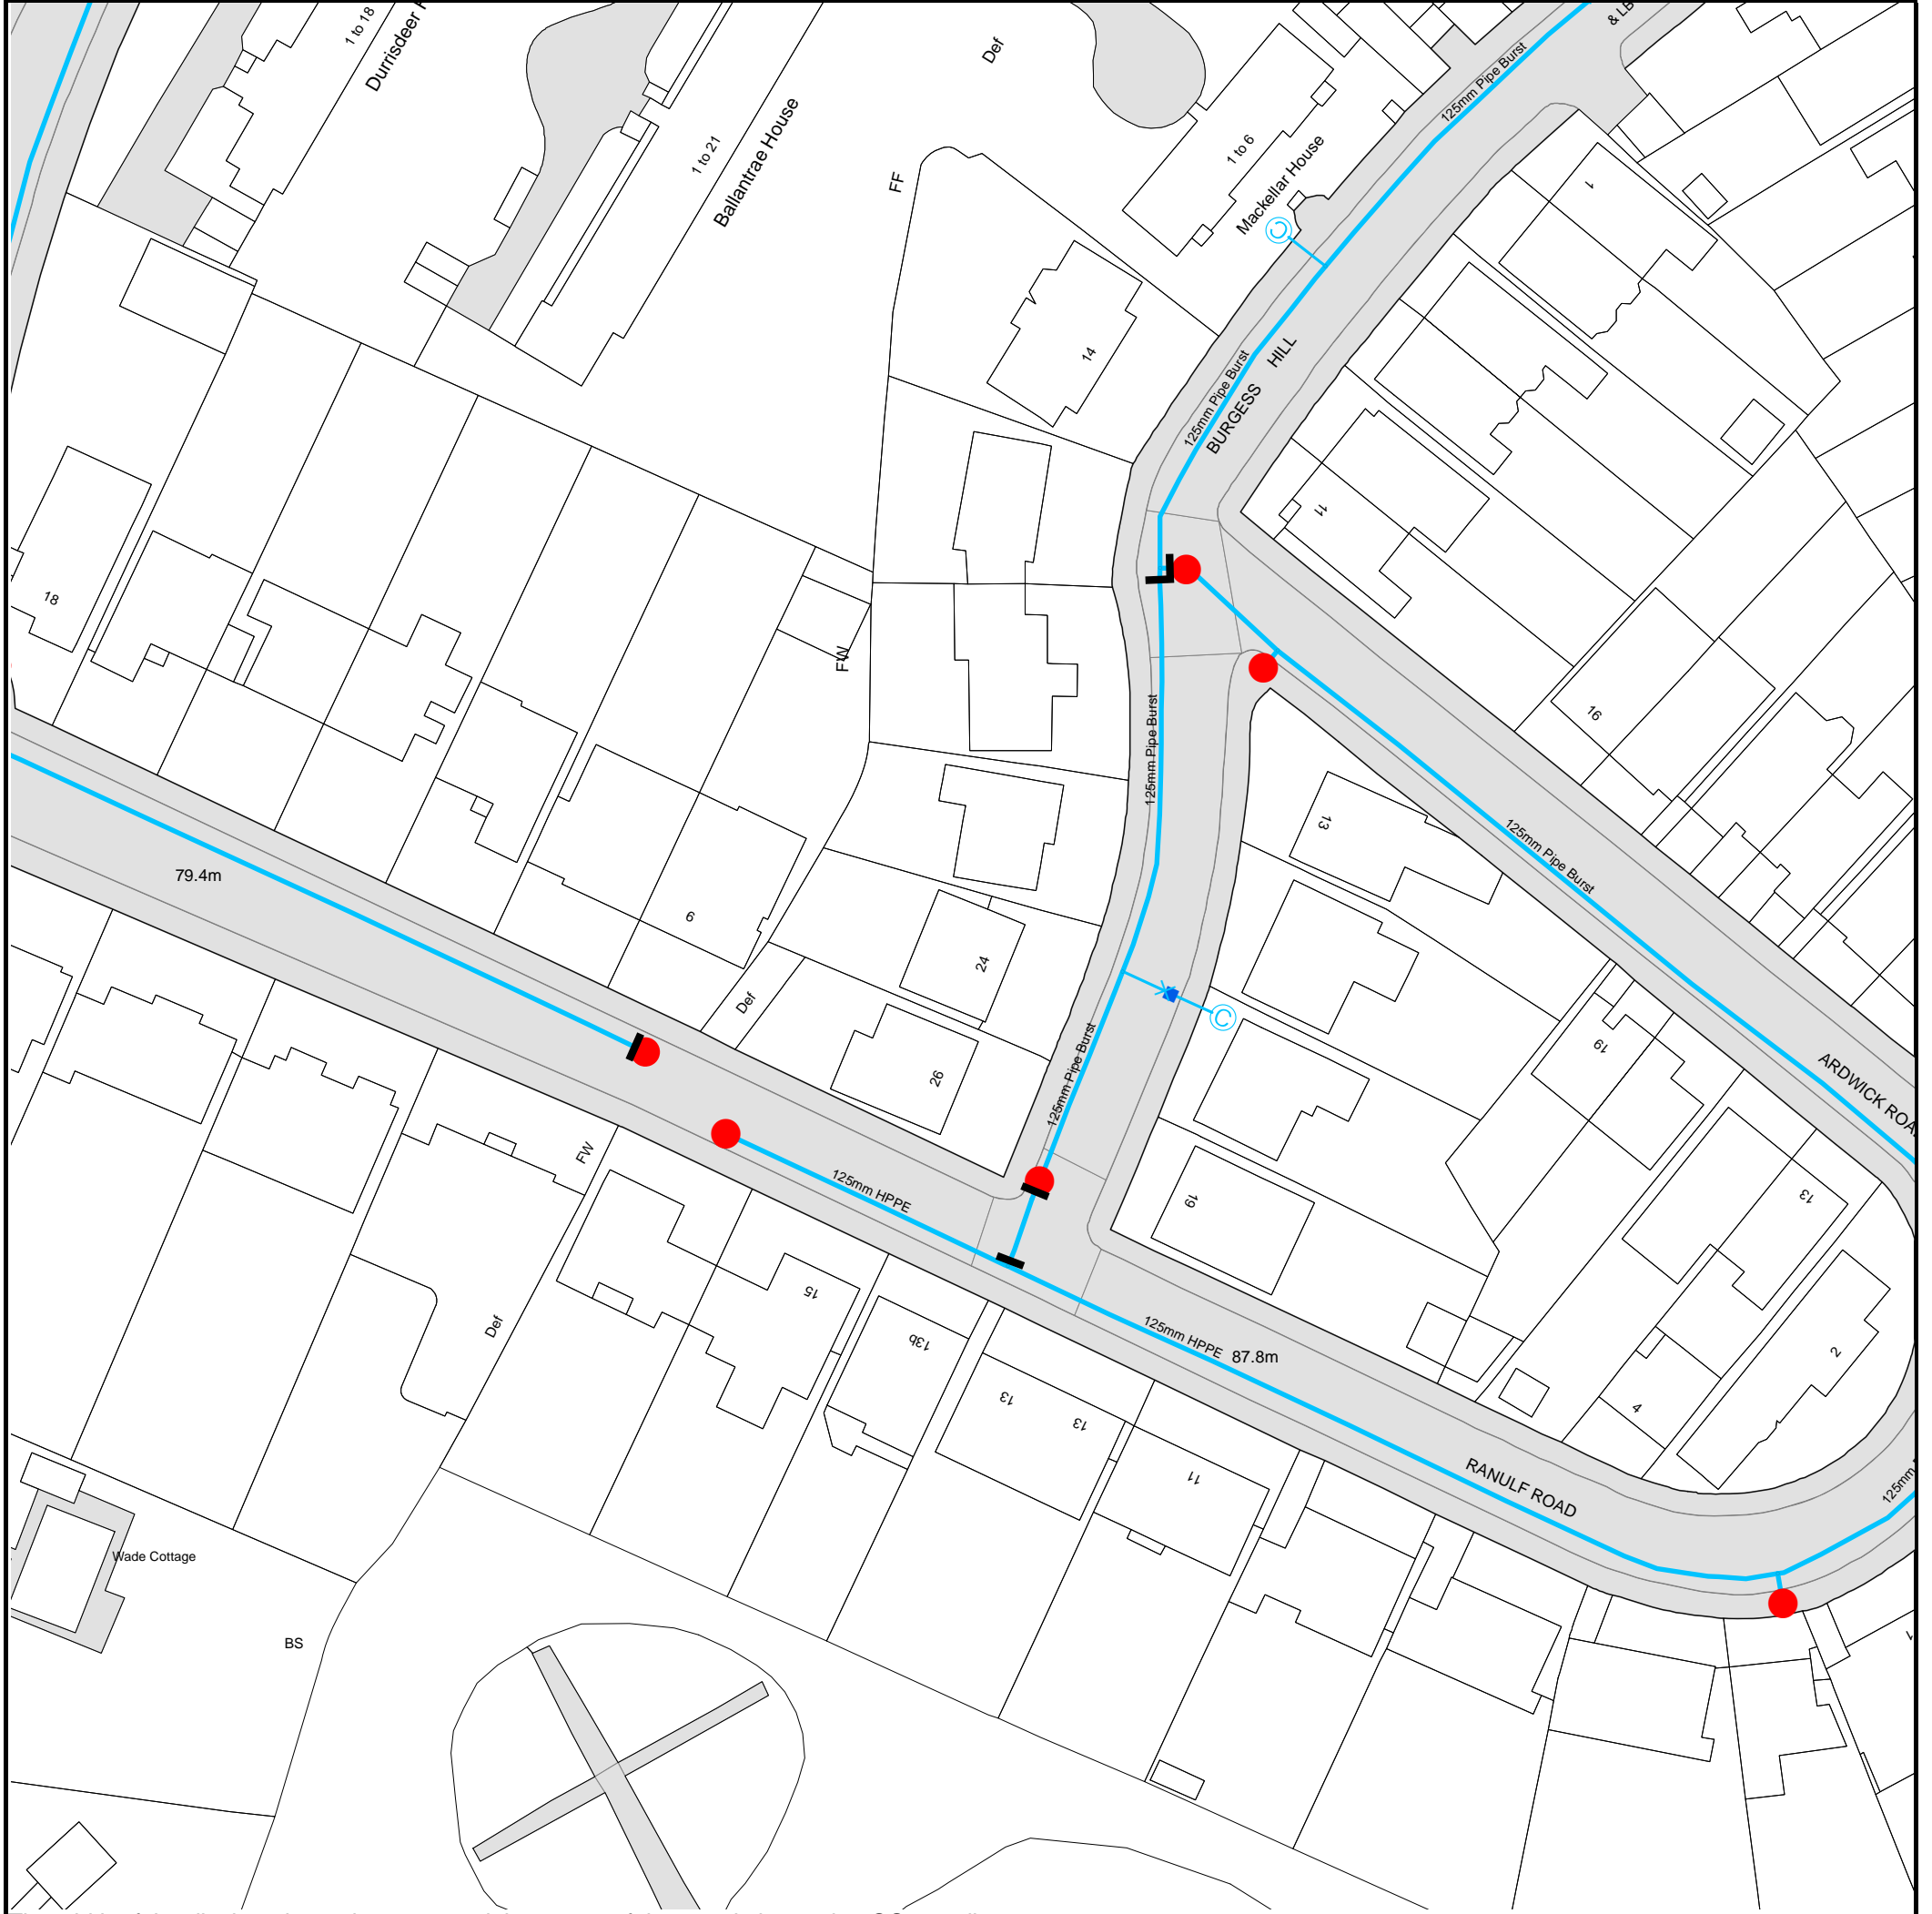 1 to 18
Durrisdeer
1 to 21
Ballantrae House
Def
FF
1 to 6
Mackellar House
& LB
125mm Pipe Burst
1
C
14
125mm Pipe Burst
BURGESS HILL
11
18
FW
16
125mm Pipe Burst
13
125mm Pipe Burst
79.4m
6
24
Def
C
19
26
125mm Pipe Burst
ARDWICK ROA
FW
125mm HPPE
19
13
15
Def
13b
125mm HPPE
87.8m
2
13
13
4
11
RANULF ROAD
125mm
Wade Cottage
BS